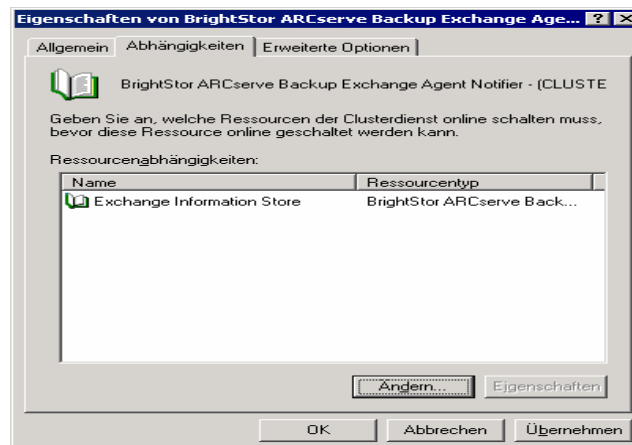 Eigenschaften von BrightStor ARCserve Backup Exchange Age...
Allgemein Abhängigkeiten Erweiterte Optionen
BrightStor ARCserve Backup Exchange Agent Notifier - (CLUSTE
Geben Sie an, welche Ressourcen der Clusterdienst online schalten muss,
bevor diese Ressource online geschaltet werden kann.
Ressourcenabhängigkeiten:
Name Ressourcentyp
Exchange Information Store BrightStor ARCserve Back...
Ändern... Eigenschaften
OK Abbrechen Übernehmen